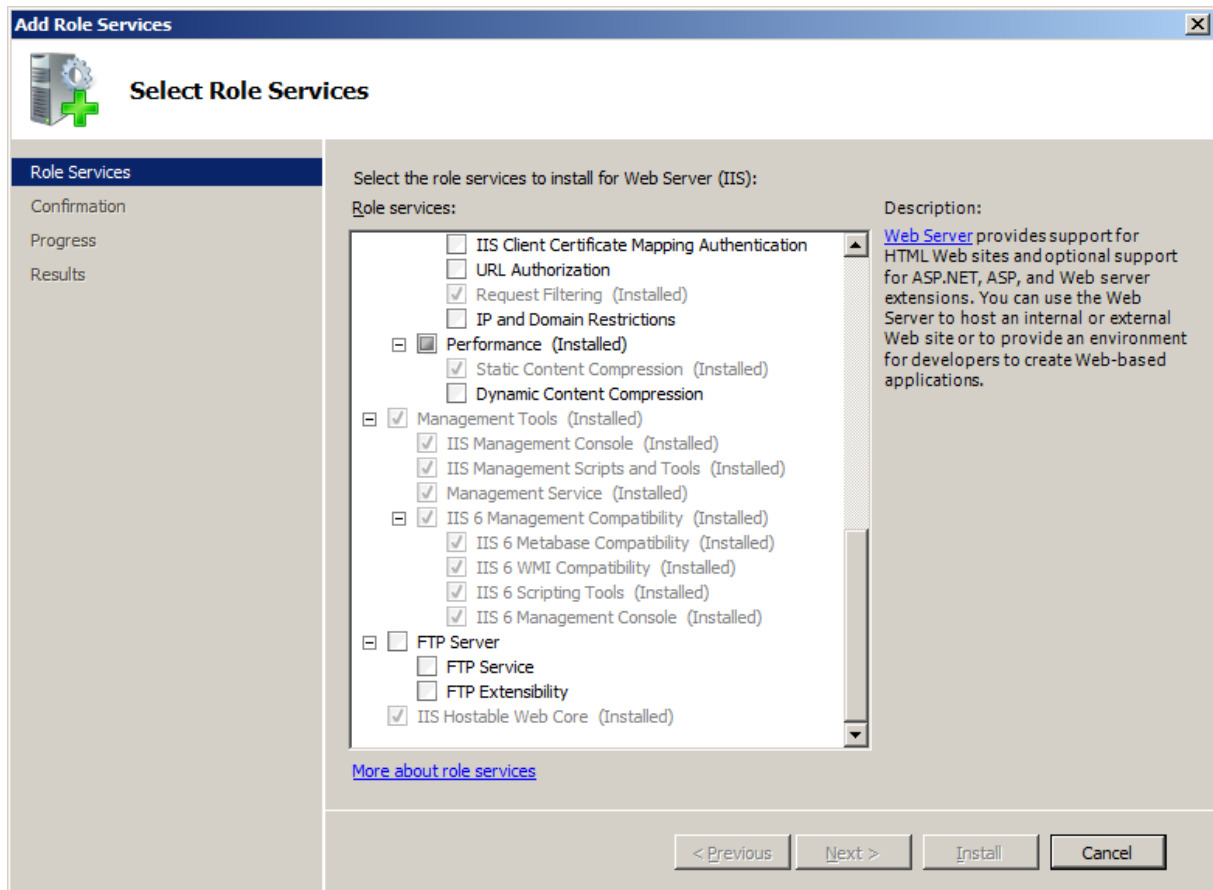 Add Role Services
Select Role Services
Role Services
Confirmation
Progress
Results
Select the role services to install for Web Server (IIS):
Role services:
IIS Client Certificate Mapping Authentication
URL Authorization
Request Filtering (Installed)
IP and Domain Restrictions
Performance (Installed)
Static Content Compression (Installed)
Dynamic Content Compression
Management Tools (Installed)
IIS Management Console (Installed)
IIS Management Scripts and Tools (Installed)
Management Service (Installed)
IIS 6 Management Compatibility (Installed)
IIS 6 Metabase Compatibility (Installed)
IIS 6 WMI Compatibility (Installed)
IIS 6 Scripting Tools (Installed)
IIS 6 Management Console (Installed)
FTP Server
FTP Service
FTP Extensibility
IIS Hostable Web Core (Installed)
More about role services
Description:
Web Server provides support for
HTML Web sites and optional support
for ASP.NET, ASP, and Web server
extensions. You can use the Web
Server to host an internal or external
Web site or to provide an environment
for developers to create Web-based
applications.
< Previous Next > Install Cancel